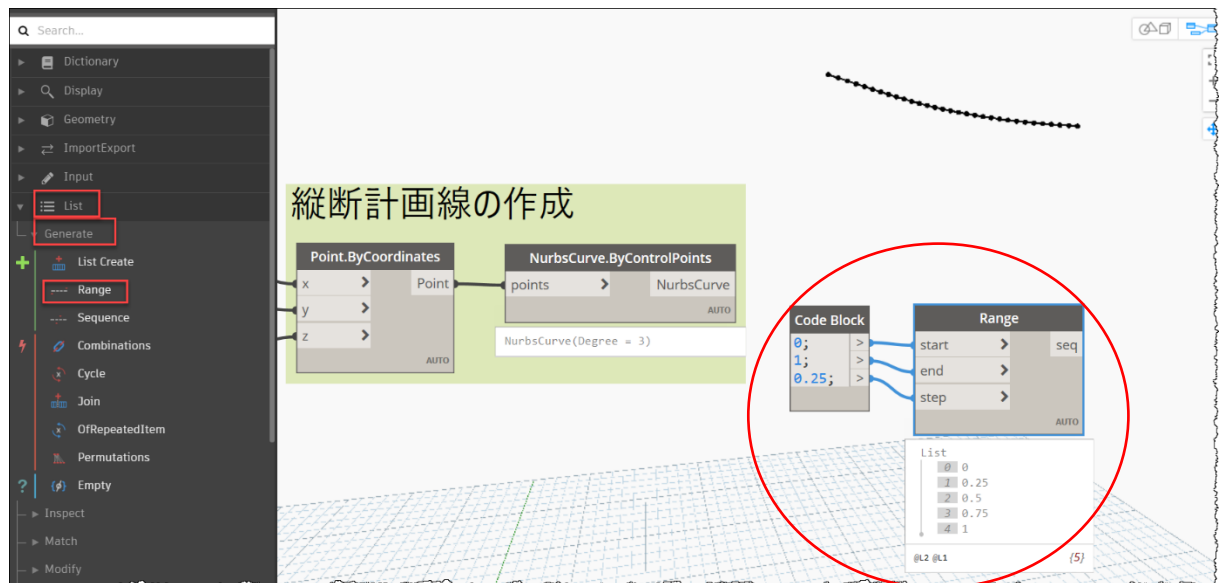 Search...
Dictionary
Display
Geometry
ImportExport
Input
List
Generate
List Create
Range
Sequence
Combinations
Cycle
Join
OfRepeatedItem
Permutations
Empty
Inspect
Match
Modify
縦断計画線の作成
Point.ByCoordinates
x > Point
y >
z >
AUTO
NurbsCurve.ByControlPoints
points > NurbsCurve
AUTO
NurbsCurve(Degree = 3)
Code Block
0; >
1; >
0.25; >
Range
start > seq
end >
step >
AUTO
List
0 0
1 0.25
2 0.5
3 0.75
4 1
@L2 @L1 {5}